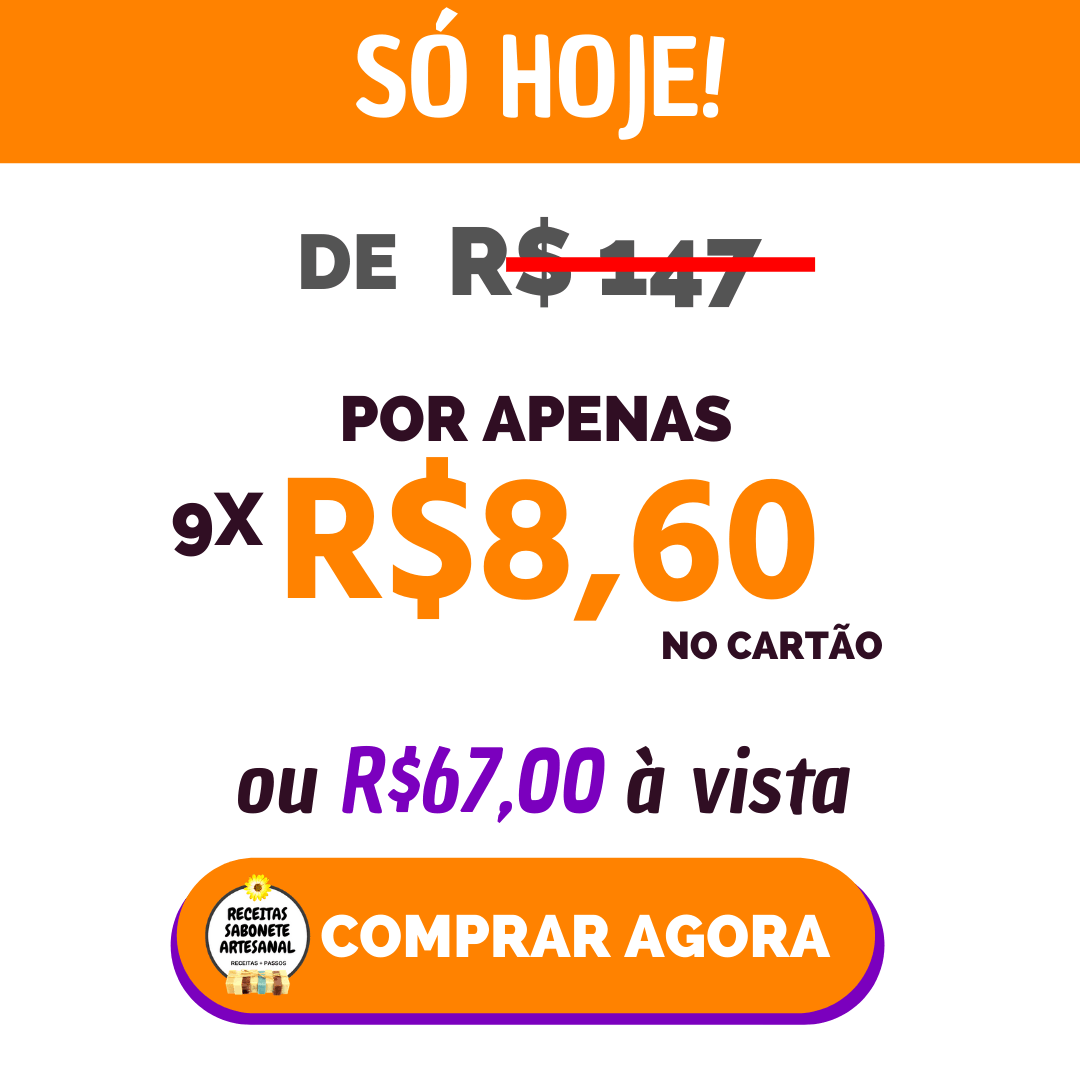 SÓ HOJE!
DE R$ 147
POR APENAS
9X R$8,60
NO CARTÃO
ou R$67,00 à vista
RECEITAS
SABONETE
ARTESANAL
RECEITAS + PASSOS
COMPRAR AGORA